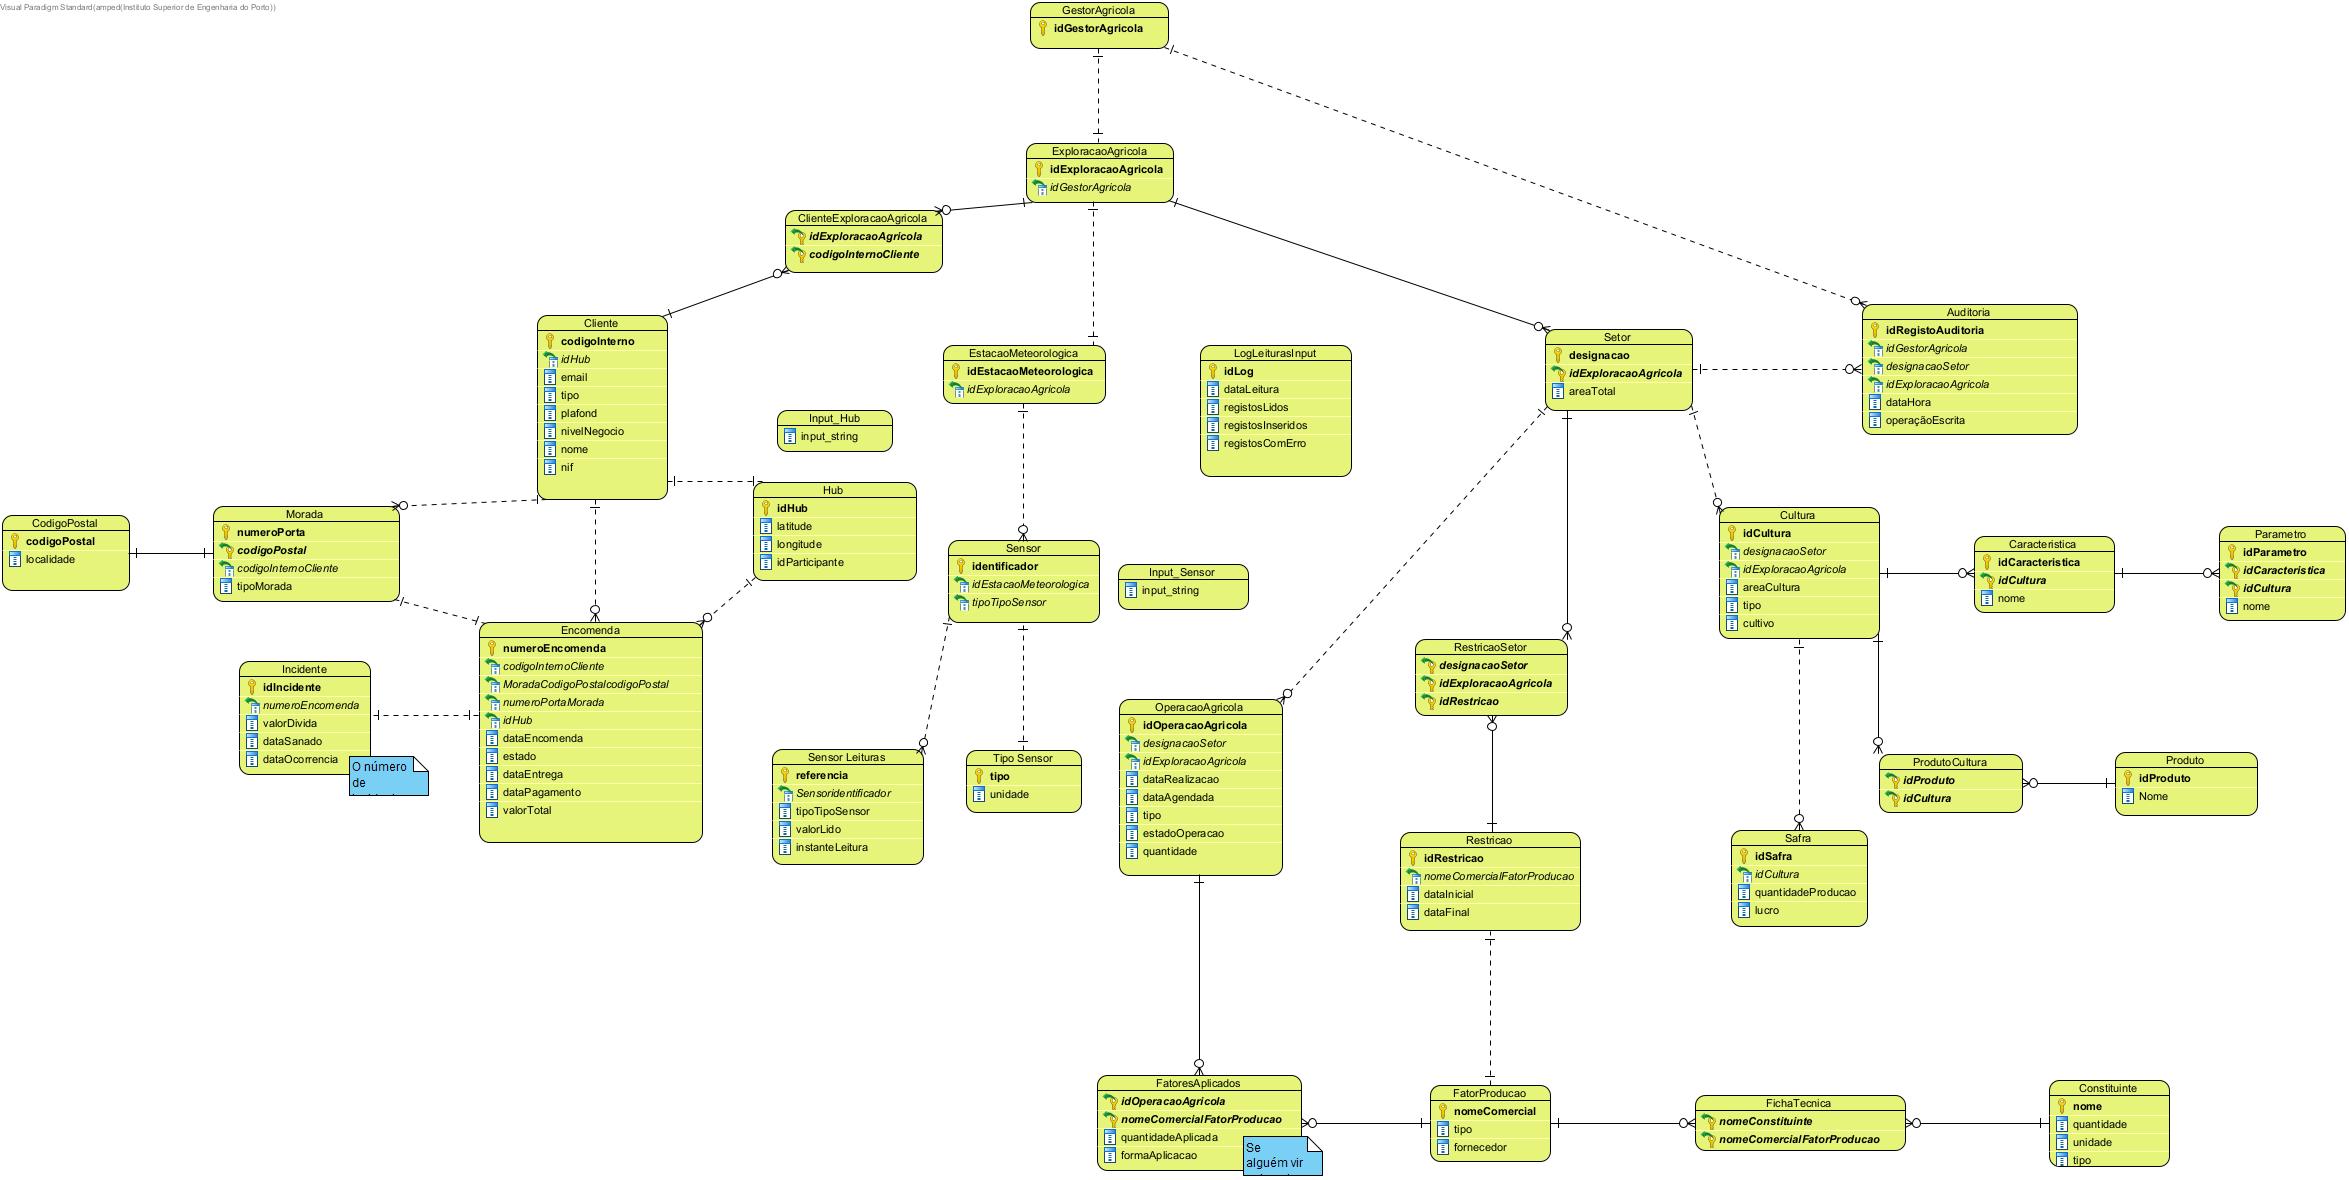 Visual Paradigm Standard(amped(Instituto Superior de Engenharia do Porto))
GestorAgricola
idGestorAgricola
ExploracaoAgricola
idExploracaoAgricola
idGestorAgricola
ClienteExploracaoAgricola
idExploracaoAgricola
codigoInternoCliente
Cliente
codigoInterno
idHub
email
tipo
plafond
nivelNegocio
nome
nif
EstacaoMeteorologica
idEstacaoMeteorologica
idExploracaoAgricola
LogLeiturasInput
idLog
dataLeitura
registosLidos
registosInseridos
registosComErro
Setor
designacao
idExploracaoAgricola
areaTotal
Auditoria
idRegistoAuditoria
idGestorAgricola
designacaoSetor
idExploracaoAgricola
dataHora
operaçãoEscrita
Input_Hub
input_string
Hub
idHub
latitude
longitude
idParticipante
CodigoPostal
codigoPostal
localidade
Morada
numeroPorta
codigoPostal
codigoInternoCliente
tipoMorada
Sensor
identificador
idEstacaoMeteorologica
tipoTipoSensor
Input_Sensor
input_string
Cultura
idCultura
designacaoSetor
idExploracaoAgricola
areaCultura
tipo
cultivo
Caracteristica
idCaracteristica
idCultura
nome
Parametro
idParametro
idCaracteristica
idCultura
nome
Encomenda
numeroEncomenda
codigoInternoCliente
MoradaCodigoPostalcodigoPostal
numeroPortaMorada
idHub
dataEncomenda
estado
dataEntrega
dataPagamento
valorTotal
Incidente
idIncidente
numeroEncomenda
valorDivida
dataSanado
dataOcorrencia
O número
de
RestricaoSetor
designacaoSetor
idExploracaoAgricola
idRestricao
OperacaoAgricola
idOperacaoAgricola
designacaoSetor
idExploracaoAgricola
dataRealizacao
dataAgendada
tipo
estadoOperacao
quantidade
Sensor Leituras
referencia
Sensoridentificador
tipoTipoSensor
valorLido
instanteLeitura
Tipo Sensor
tipo
unidade
ProdutoCultura
idProduto
idCultura
Produto
idProduto
Nome
Restricao
idRestricao
nomeComercialFatorProducao
dataInicial
dataFinal
Safra
idSafra
idCultura
quantidadeProducao
lucro
FatoresAplicados
idOperacaoAgricola
nomeComercialFatorProducao
quantidadeAplicada
formaAplicacao
Se
alguém vir
FatorProducao
nomeComercial
tipo
fornecedor
FichaTecnica
nomeConstituinte
nomeComercialFatorProducao
Constituinte
nome
quantidade
unidade
tipo